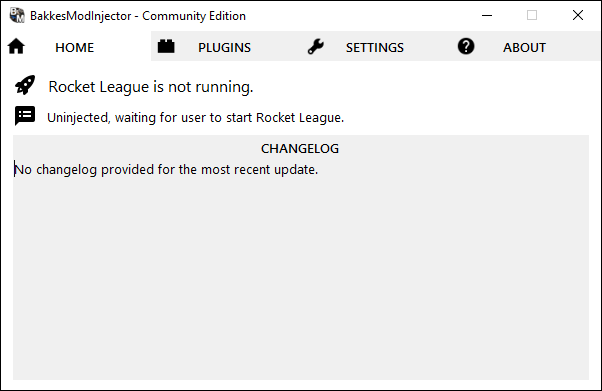 BakkesModInjector - Community Edition
HOME
PLUGINS
SETTINGS
ABOUT
Rocket League is not running.
Uninjected, waiting for user to start Rocket League.
CHANGELOG
No changelog provided for the most recent update.